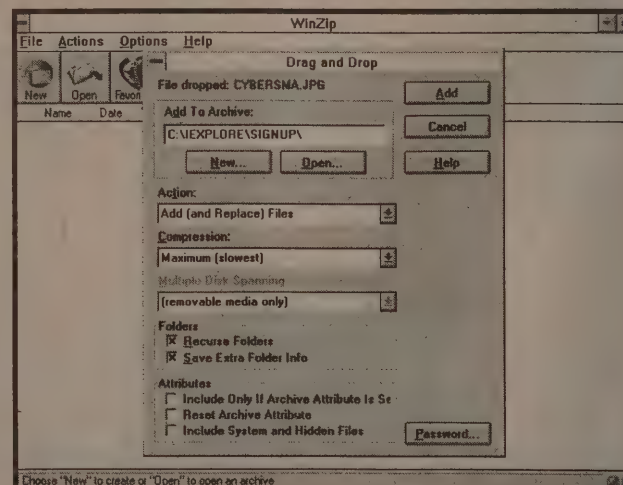 WinZip
File Actions Options Help
New Open
Name Date
Drag and Drop
File dropped: CYBERSMA.JPG
Add
Add To Archive:
C:\IEXPLORE\SIGNUP\
Cancel
New... Open...
Help
Action:
Add (and Replace) Files
Compression:
Maximum (slowest)
Multiple Disk Spanning
(removable media only)
Folders
Recurse Folders
Save Extra Folder Info
Attributes
Include Only If Archive Attribute Is Se
Reset Archive Attribute
Include System and Hidden Files
Password...
Choose "New" to create or "Open" to open an archive